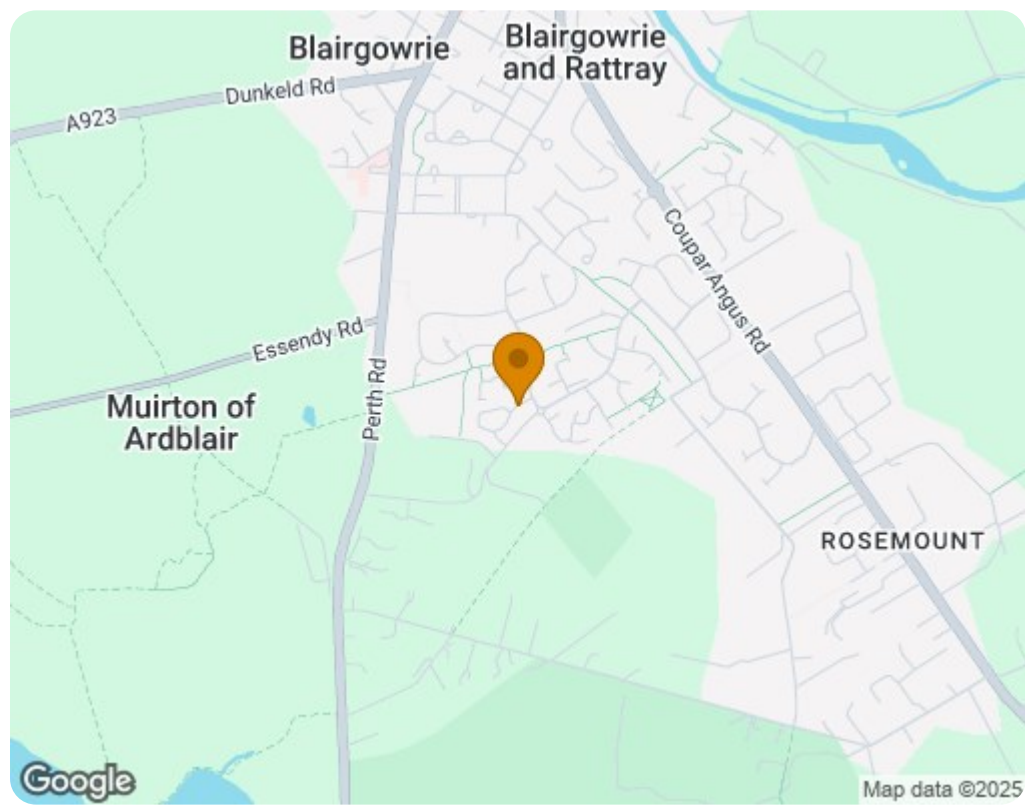 Blairgowrie
Blairgowrie
and Rattray
Dunkeld Rd
A923
Coupar Angus Rd
Essendy Rd
Perth Rd
Muirton of
Ardblair
ROSEMOUNT
Google
Map data ©2025